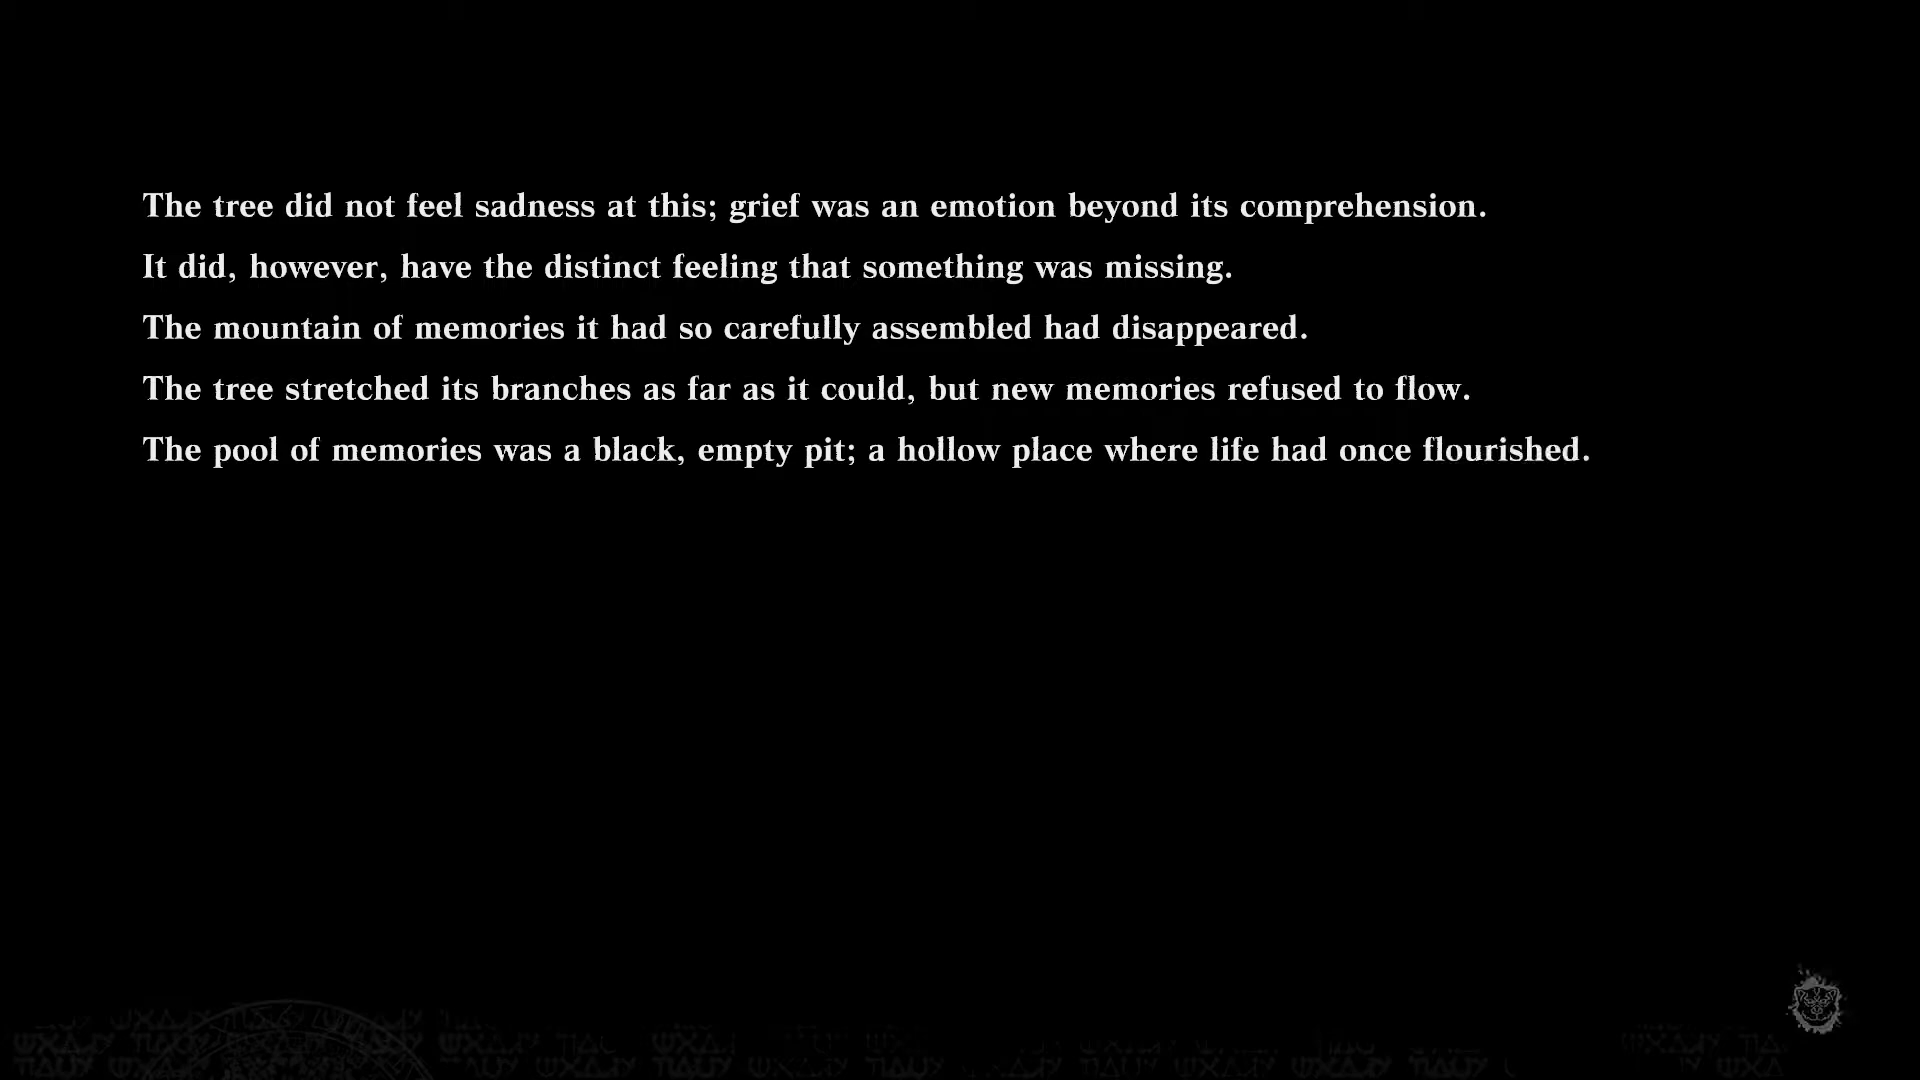 The tree did not feel sadness at this; grief was an emotion beyond its comprehension.
It did, however, have the distinct feeling that something was missing.
The mountain of memories it had so carefully assembled had disappeared.
The tree stretched its branches as far as it could, but new memories refused to flow.
The pool of memories was a black, empty pit; a hollow place where life had once flourished.